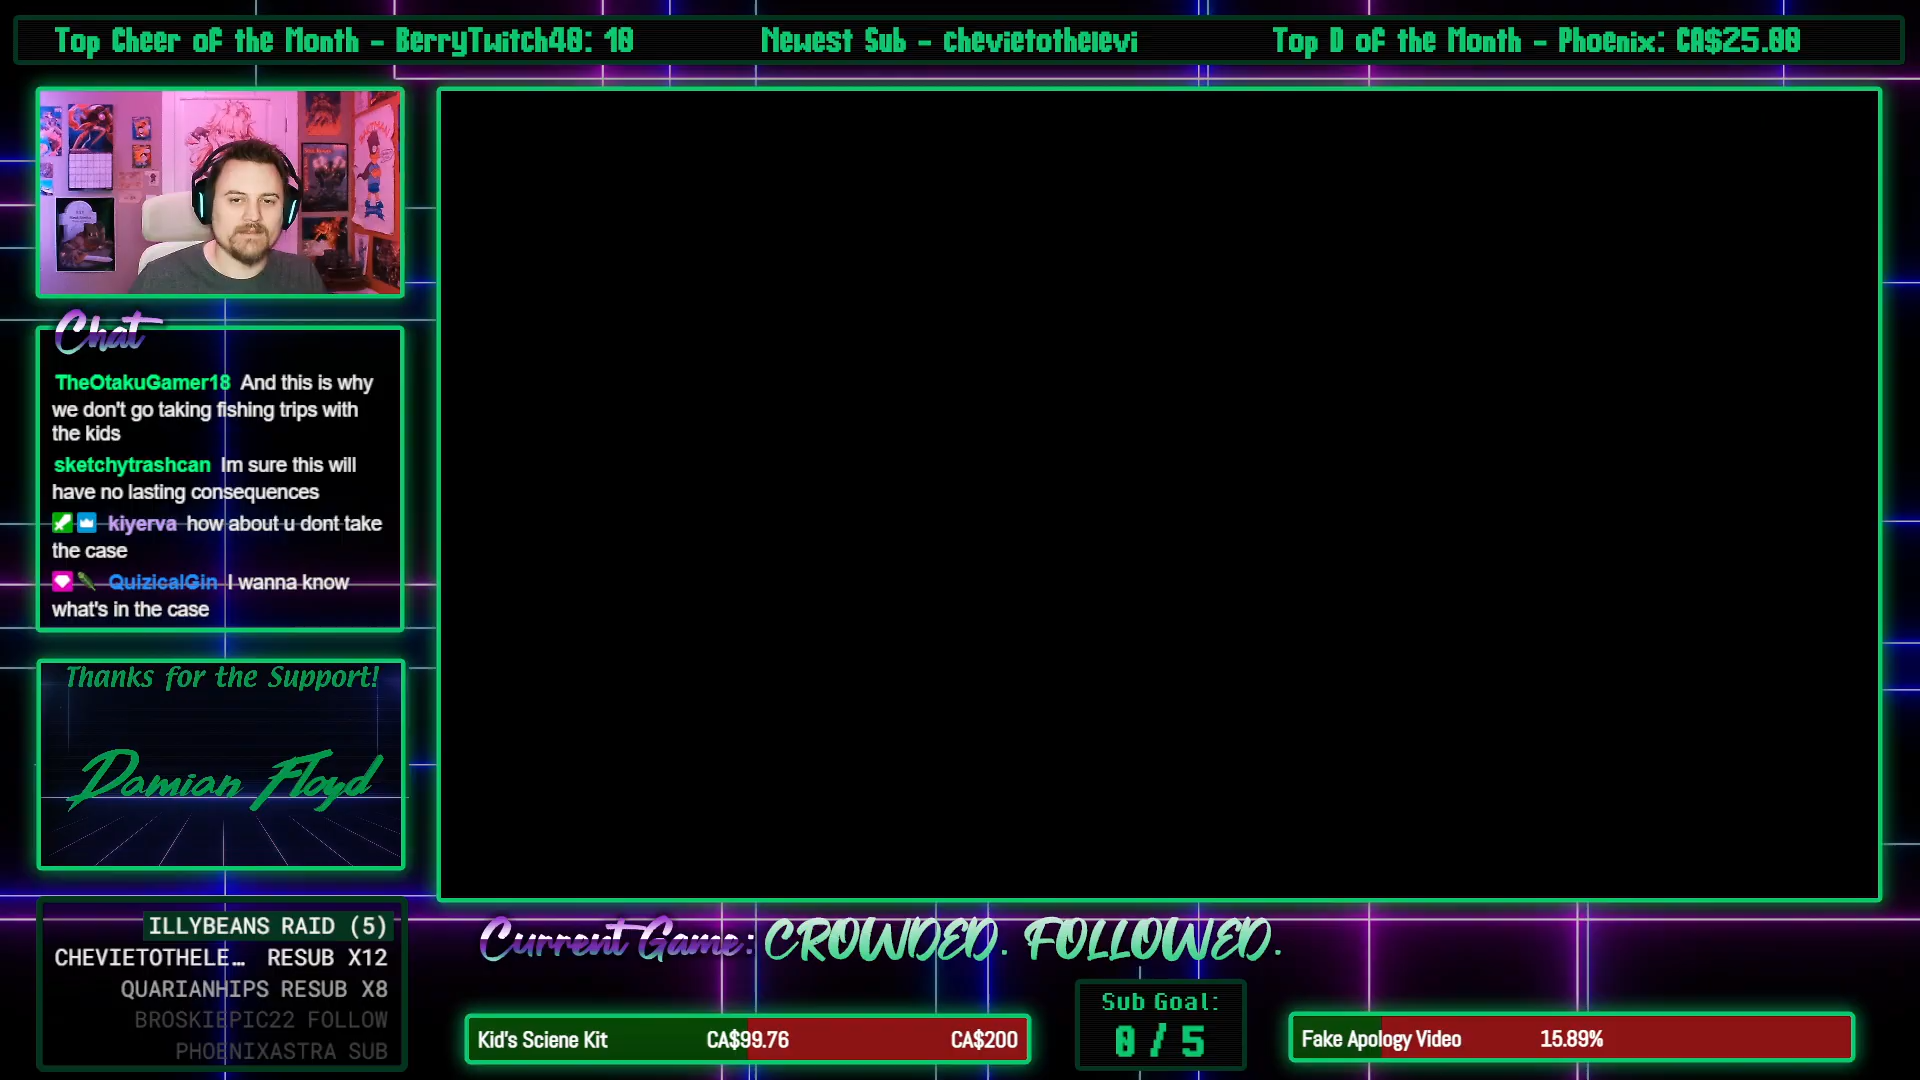 Top Cheer of the Month - BerryTwitch40: 10
Newest Sub - chevietothelevi
Top D of the Month - Phoenix: CA$25.00
Chat
TheOtakuGamer18 And this is why
we don't go taking fishing trips with
the kids
sketchytrashcan Im sure this will
have no lasting consequences
kiyerva how about u dont take
the case
QuizicalGin I wanna know
what's in the case
Thanks for the Support!
Damian Floyd
ILLYBEANS RAID (5)
CHEVIETOTHELE… RESUB X12
QUARIANHIPS RESUB X8
BROSKIEPIC22 FOLLOW
PHOENIXASTRA SUB
Current Game: CROWDED. FOLLOWED.
Kid's Sciene Kit CA$99.76 CA$200
Sub Goal:
0 / 5
Fake Apology Video 15.89%